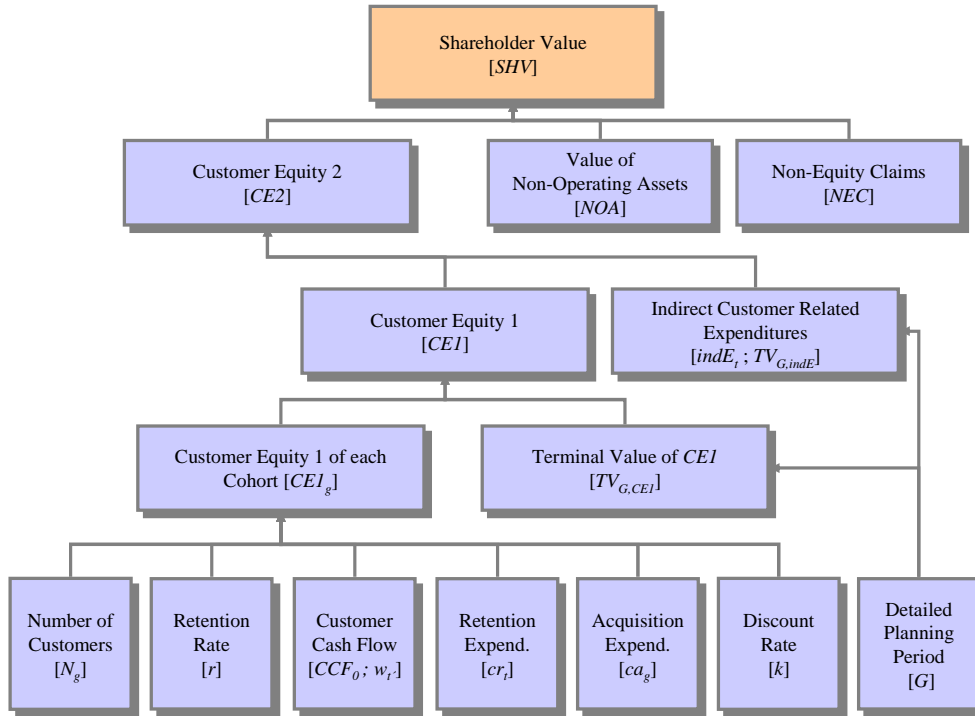 Shareholder Value
[SHV]
Customer Equity 2
[CE2]
Value of
Non-Operating Assets
[NOA]
Non-Equity Claims
[NEC]
Customer Equity 1
[CE1]
Indirect Customer Related
Expenditures
[indE_t ; TV_G,indE]
Customer Equity 1 of each
Cohort [CE1_g]
Terminal Value of CE1
[TV_G,CE1]
Number of
Customers
[N_g]
Retention
Rate
[r]
Customer
Cash Flow
[CCF_0 ; w_t']
Retention
Expend.
[cr_t]
Acquisition
Expend.
[ca_g]
Discount
Rate
[k]
Detailed
Planning
Period
[G]